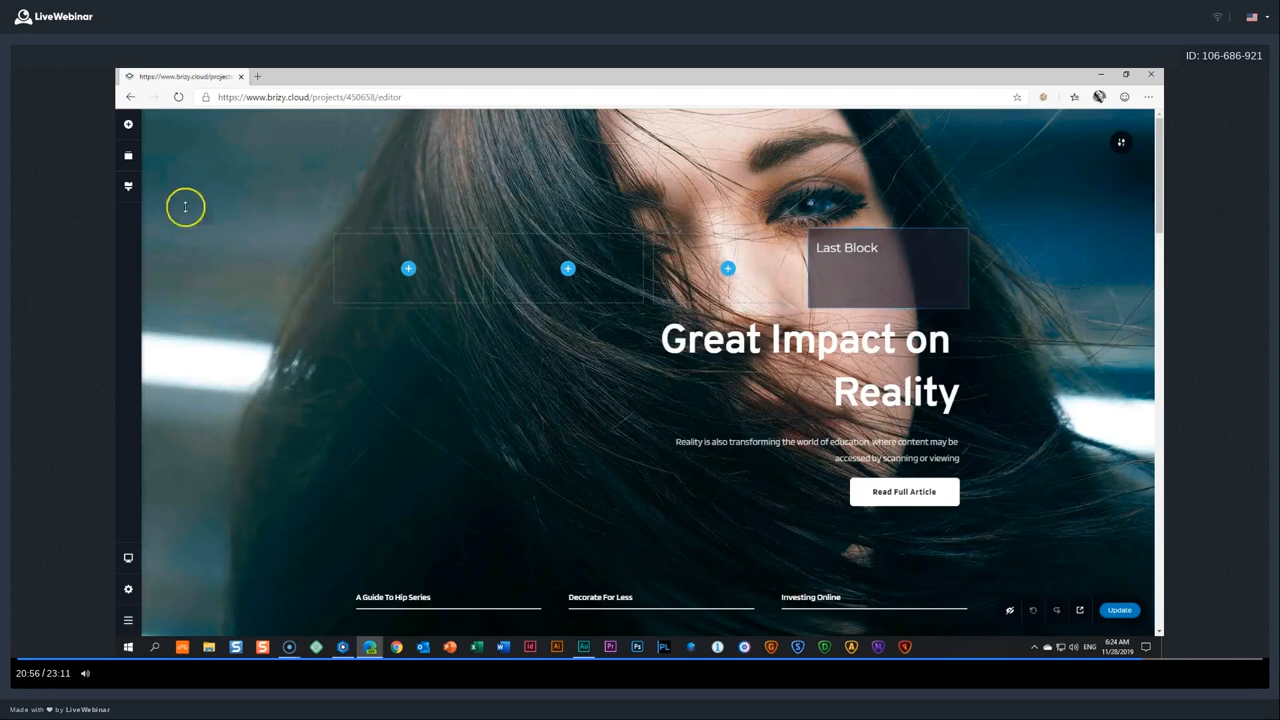 LiveWebinar
ID: 106-686-921
https://www.brizy.cloud/project
https://www.brizy.cloud/projects/450658/editor
Last Block
Great Impact on
Reality
Reality is also transforming the world of education, where content may be
accessed by scanning or viewing
Read Full Article
A Guide To Hip Series
Decorate For Less
Investing Online
Update
ENG
6:24 AM
11/28/2019
20:56 / 23:11
Made with ❤ by LiveWebinar